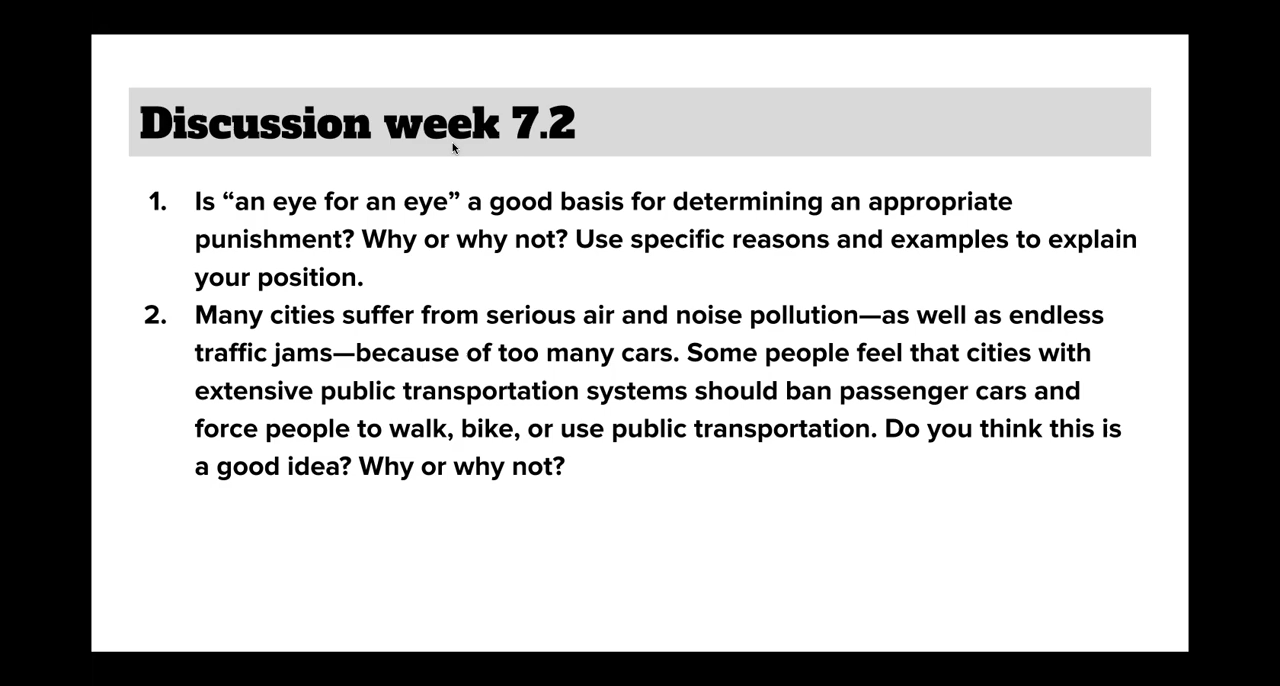 Discussion week 7.2
1. Is “an eye for an eye” a good basis for determining an appropriate
punishment? Why or why not? Use specific reasons and examples to explain
your position.
2. Many cities suffer from serious air and noise pollution—as well as endless
traffic jams—because of too many cars. Some people feel that cities with
extensive public transportation systems should ban passenger cars and
force people to walk, bike, or use public transportation. Do you think this is
a good idea? Why or why not?